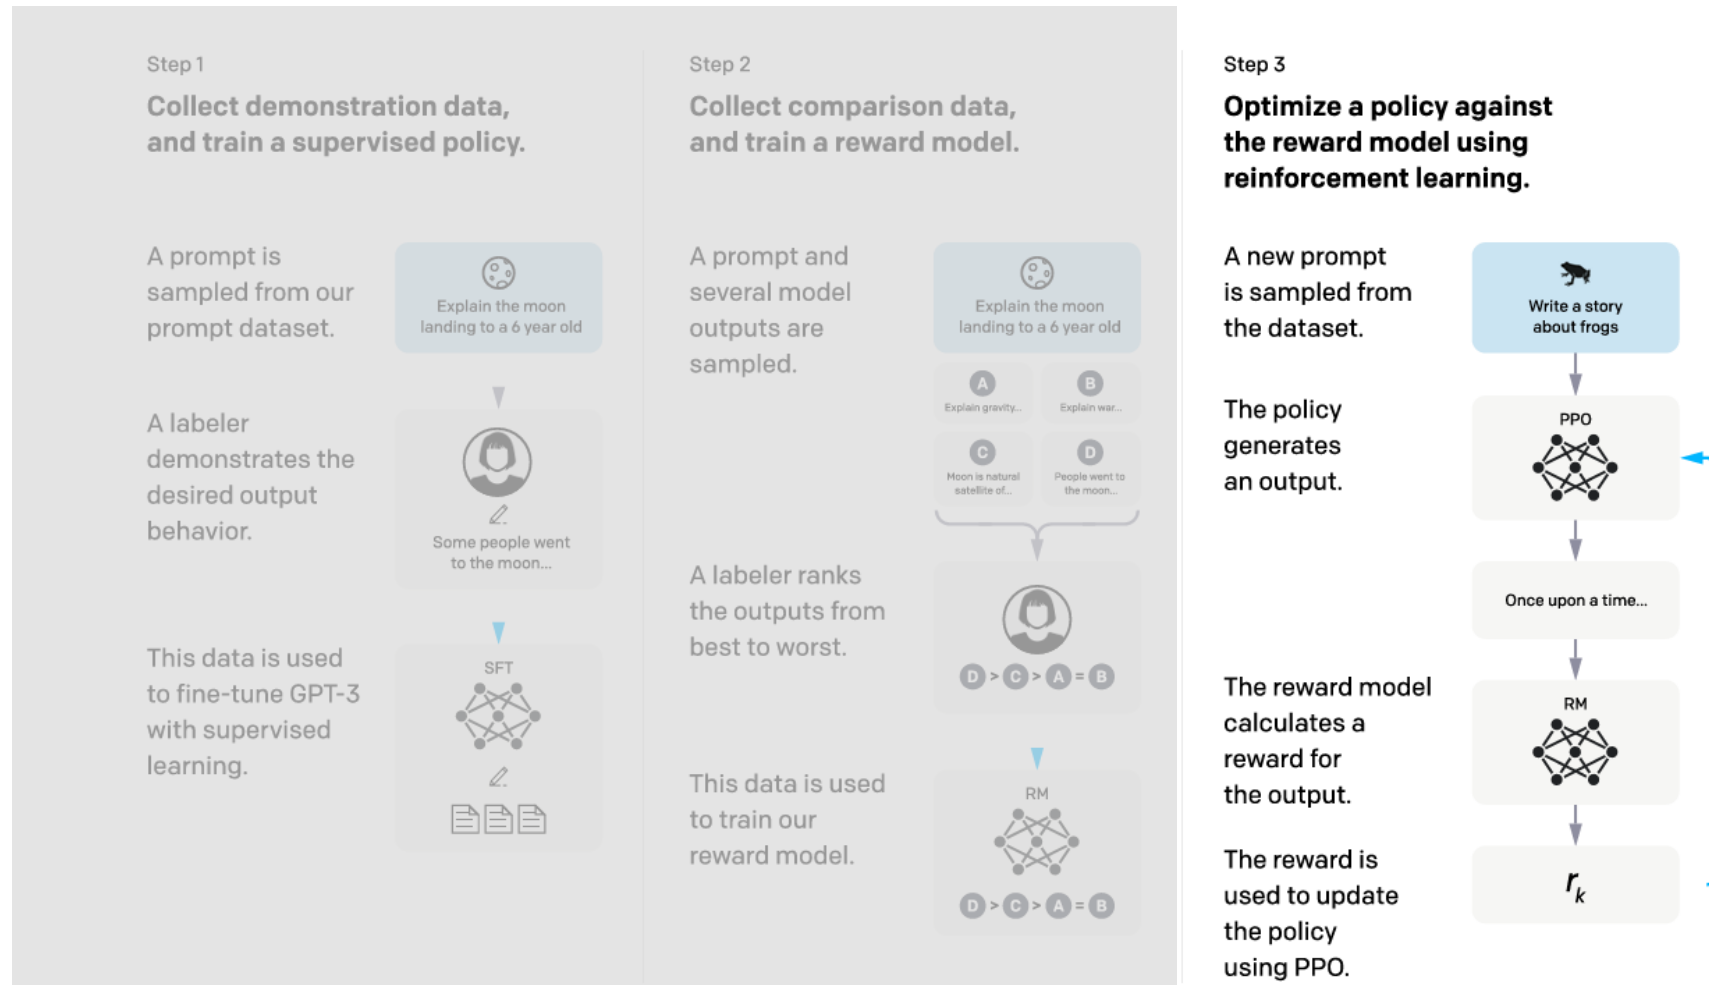 Step 1
Collect demonstration data,
and train a supervised policy.
A prompt is
sampled from our
prompt dataset.
Explain the moon
landing to a 6 year old
A labeler
demonstrates the
desired output
behavior.
Some people went
to the moon...
This data is used
to fine-tune GPT-3
with supervised
learning.
SFT
Step 2
Collect comparison data,
and train a reward model.
A prompt and
several model
outputs are
sampled.
Explain the moon
landing to a 6 year old
A
Explain gravity...
B
Explain war...
C
Moon is natural
satellite of...
D
People went to
the moon...
A labeler ranks
the outputs from
best to worst.
D > C > A = B
This data is used
to train our
reward model.
RM
D > C > A = B
Step 3
Optimize a policy against
the reward model using
reinforcement learning.
A new prompt
is sampled from
the dataset.
Write a story
about frogs
The policy
generates
an output.
PPO
Once upon a time...
The reward model
calculates a
reward for
the output.
RM
The reward is
used to update
the policy
using PPO.
r_k